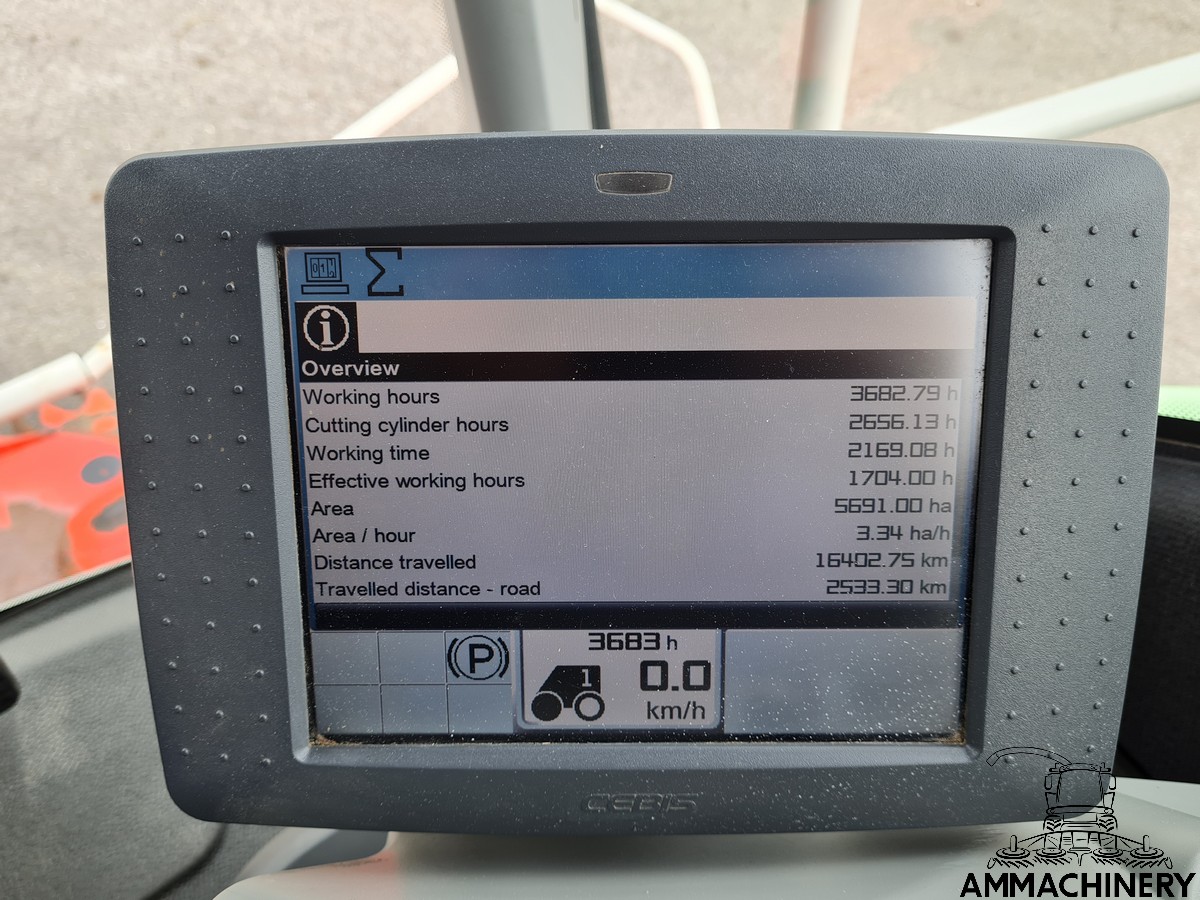 Overview
Working hours 3682.79 h
Cutting cylinder hours 2656.13 h
Working time 2169.08 h
Effective working hours 1704.00 h
Area 5691.00 ha
Area / hour 3.34 ha/h
Distance travelled 16402.75 km
Travelled distance - road 2533.30 km
P
3683 h
1
0.0
km/h
CEBIS
AMMACHINERY